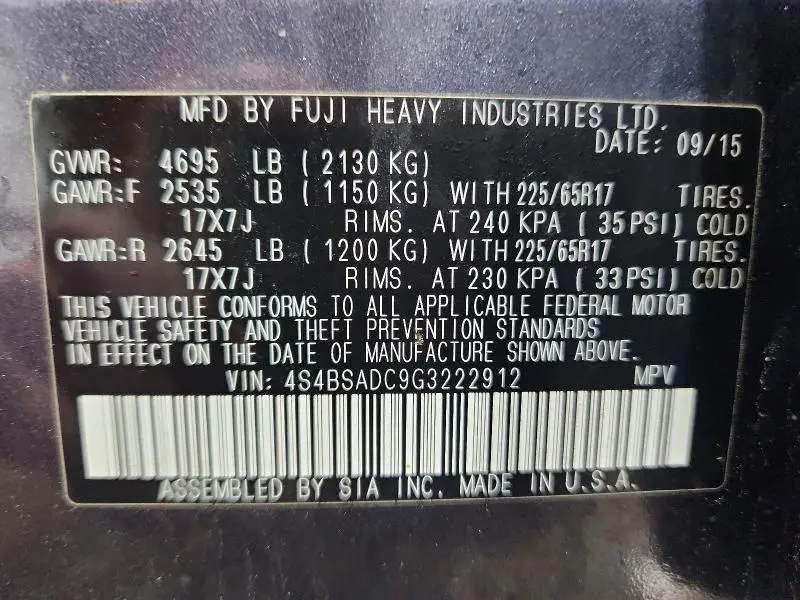 MFD BY FUJI HEAVY INDUSTRIES LTD.
DATE: 09/15
GVWR: 4695 LB ( 2130 KG)
GAWR:F 2535 LB ( 1150 KG) WITH 225/65R17 TIRES.
17X7J RIMS. AT 240 KPA ( 35 PSI) COLD
GAWR:R 2645 LB ( 1200 KG) WITH 225/65R17 TIRES.
17X7J RIMS. AT 230 KPA ( 33 PSI) COLD
THIS VEHICLE CONFORMS TO ALL APPLICABLE FEDERAL MOTOR
VEHICLE SAFETY AND THEFT PREVENTION STANDARDS
IN EFFECT ON THE DATE OF MANUFACTURE SHOWN ABOVE.
VIN: 4S4BSADC9G3222912 MPV
ASSEMBLED BY SIA INC. MADE IN U.S.A.